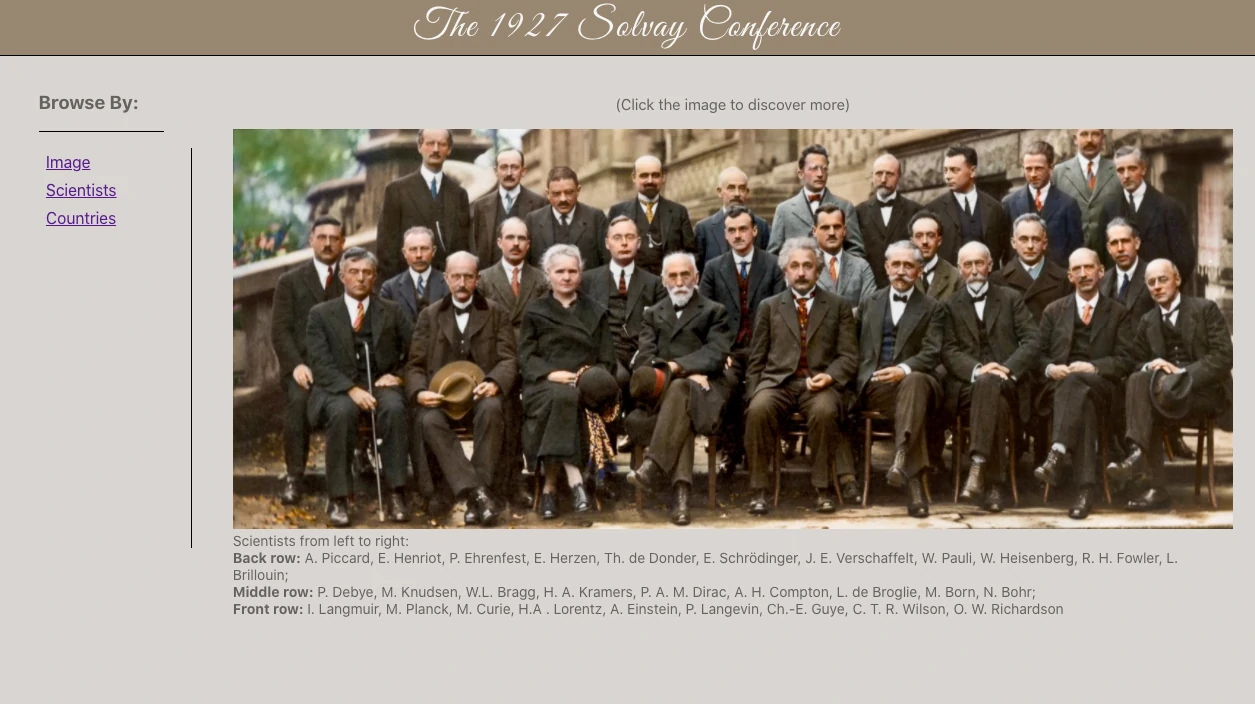 The 1927 Solvay Conference
Browse By:
(Click the image to discover more)
Image
Scientists
Countries
Scientists from left to right:
Back row: A. Piccard, E. Henriot, P. Ehrenfest, E. Herzen, Th. de Donder, E. Schrödinger, J. E. Verschaffelt, W. Pauli, W. Heisenberg, R. H. Fowler, L.
Brillouin;
Middle row: P. Debye, M. Knudsen, W.L. Bragg, H. A. Kramers, P. A. M. Dirac, A. H. Compton, L. de Broglie, M. Born, N. Bohr;
Front row: I. Langmuir, M. Planck, M. Curie, H.A . Lorentz, A. Einstein, P. Langevin, Ch.-E. Guye, C. T. R. Wilson, O. W. Richardson